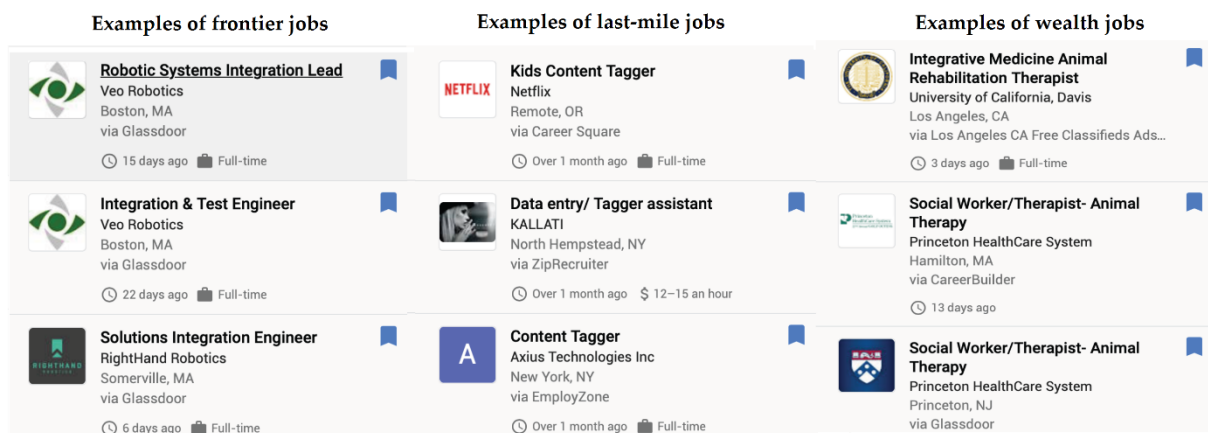 Examples of frontier jobs
Robotic Systems Integration Lead
Veo Robotics
Boston, MA
via Glassdoor
15 days ago Full-time
Integration & Test Engineer
Veo Robotics
Boston, MA
via Glassdoor
22 days ago Full-time
RIGHTHAND
ROBOTICS
Solutions Integration Engineer
RightHand Robotics
Somerville, MA
via Glassdoor
6 days ago Full-time
Examples of last-mile jobs
NETFLIX
Kids Content Tagger
Netflix
Remote, OR
via Career Square
Over 1 month ago Full-time
Data entry/ Tagger assistant
KALLATI
North Hempstead, NY
via ZipRecruiter
Over 1 month ago $ 12–15 an hour
A
Content Tagger
Axius Technologies Inc
New York, NY
via EmployZone
Over 1 month ago Full-time
Examples of wealth jobs
Integrative Medicine Animal
Rehabilitation Therapist
University of California, Davis
Los Angeles, CA
via Los Angeles CA Free Classifieds Ads...
3 days ago Full-time
Princeton
HealthCare System
Social Worker/Therapist- Animal
Therapy
Princeton HealthCare System
Hamilton, MA
via CareerBuilder
13 days ago
Social Worker/Therapist- Animal
Therapy
Princeton HealthCare System
Princeton, NJ
via Glassdoor